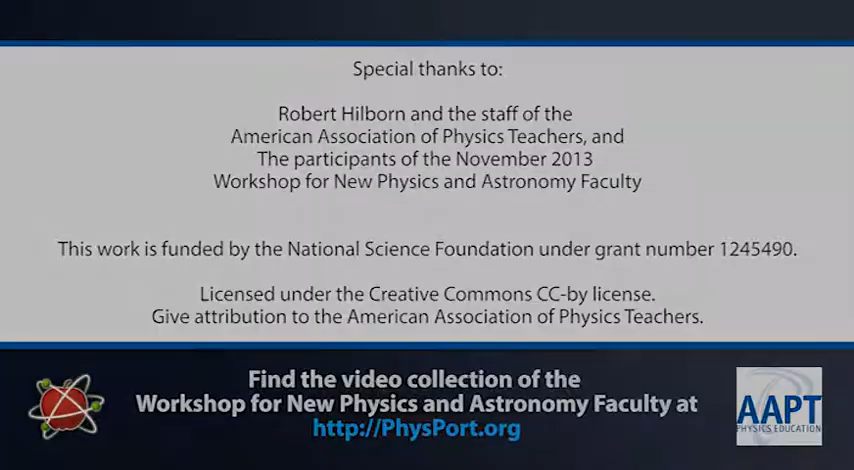 Special thanks to:
Robert Hilborn and the staff of the
American Association of Physics Teachers, and
The participants of the November 2013
Workshop for New Physics and Astronomy Faculty
This work is funded by the National Science Foundation under grant number 1245490.
Licensed under the Creative Commons CC-by license.
Give attribution to the American Association of Physics Teachers.
Find the video collection of the
Workshop for New Physics and Astronomy Faculty at
http://PhysPort.org
AAPT
PHYSICS EDUCATION